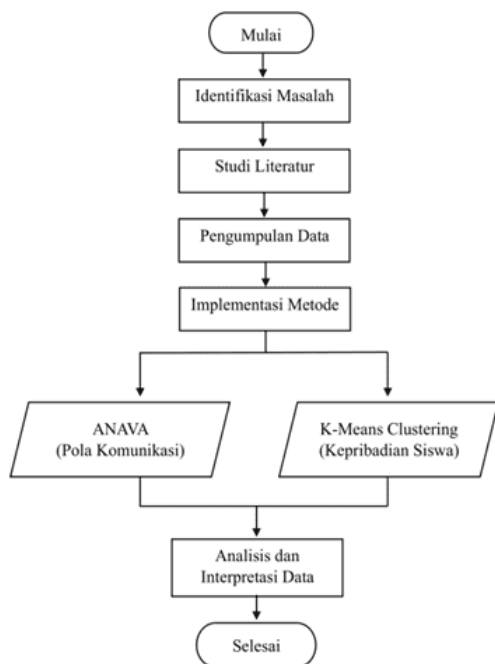 Mulai
Identifikasi Masalah
Studi Literatur
Pengumpulan Data
Implementasi Metode
ANAVA
(Pola Komunikasi)
K-Means Clustering
(Kepribadian Siswa)
Analisis dan
Interpretasi Data
Selesai